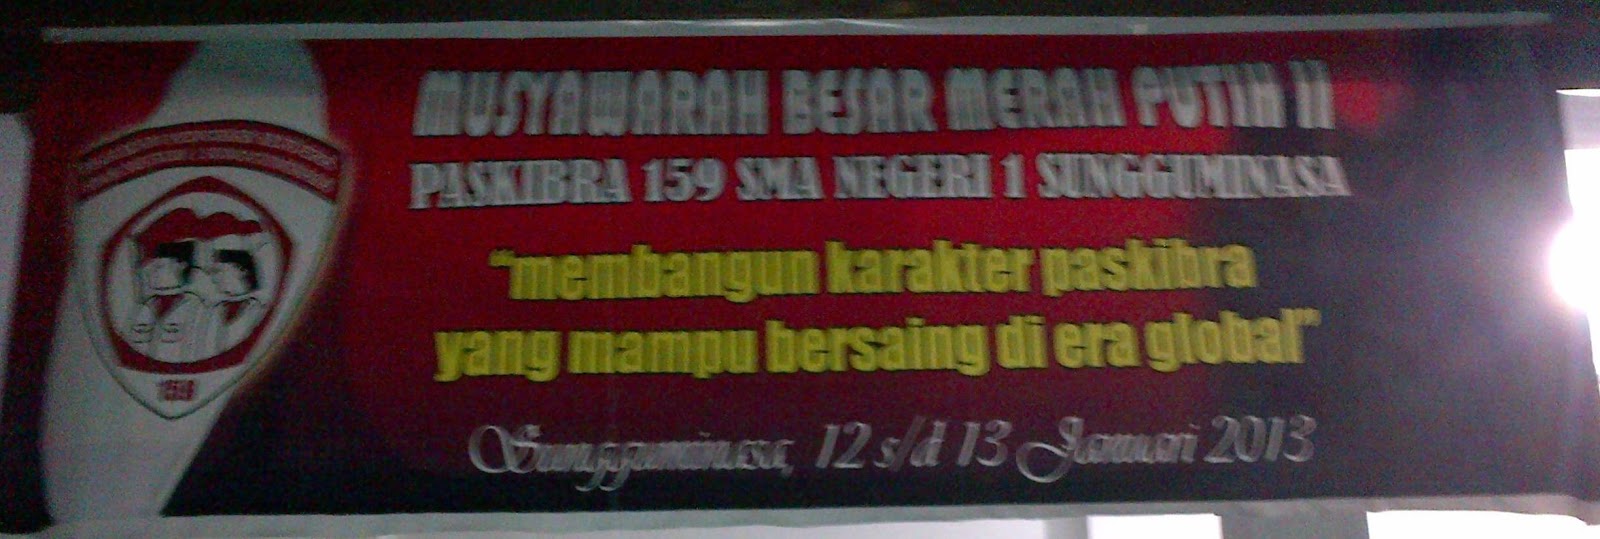 MUSYAWARAH BESAR MERAH PUTIH II
PASKIBRA 159 SMA NEGERI 1 SUNGGUMINASA
"membangun karakter paskibra
yang mampu bersaing di era global"
Sungguminasa, 12 s/d 13 Januari 2013
159